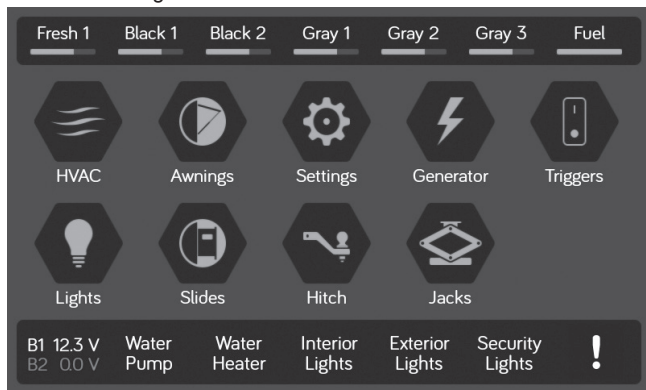 Fresh 1 Black 1 Black 2 Gray 1 Gray 2 Gray 3 Fuel
HVAC Awnings Settings Generator Triggers
Lights Slides Hitch Jacks
B1 12.3 V Water Water Interior Exterior Security !
B2 0.0 V Pump Heater Lights Lights Lights